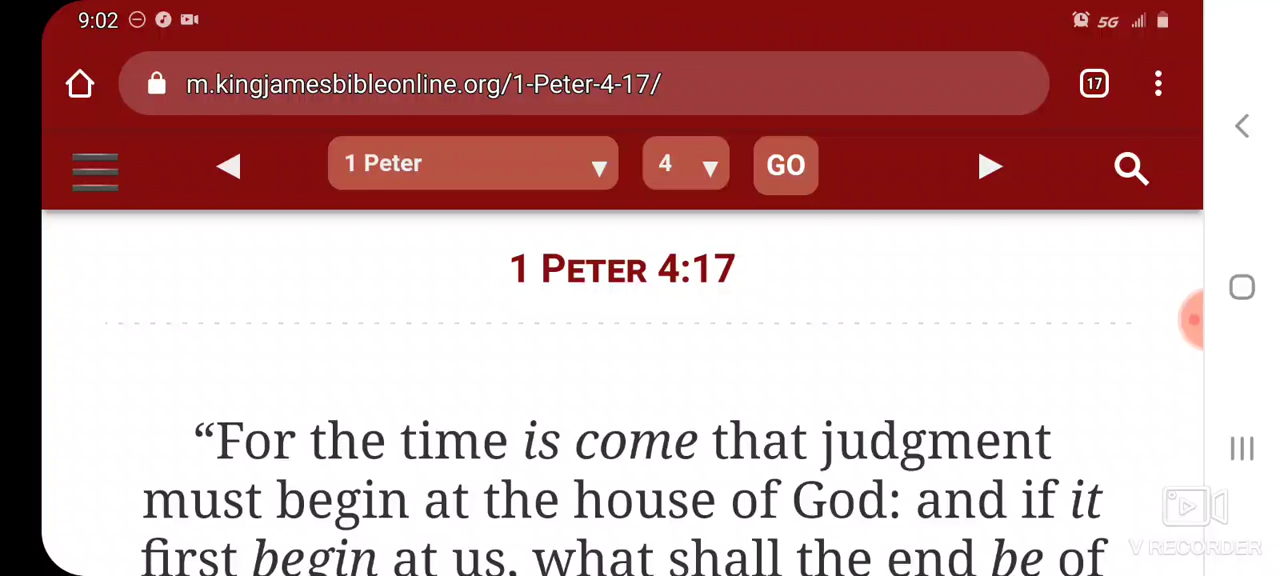 9:02 5G
m.kingjamesbibleonline.org/1-Peter-4-17/ 17
1 Peter 4 GO
1 PETER 4:17
“For the time is come that judgment
must begin at the house of God: and if it
first begin at us, what shall the end be of
V RECORDER